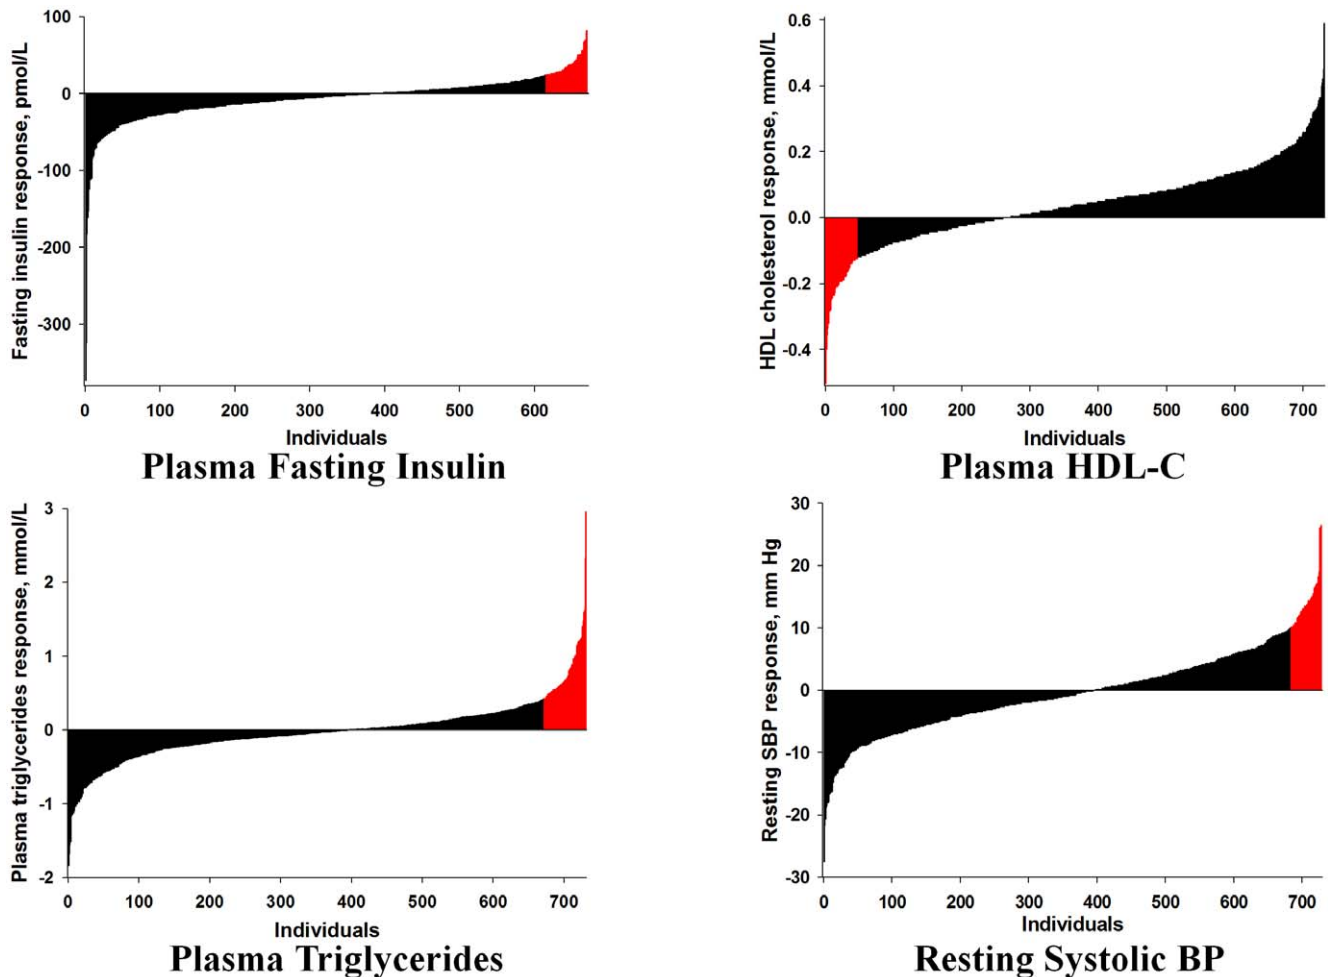 Fasting insulin response, pmol/L
100
0
-100
-200
-300
0 100 200 300 400 500 600
Individuals
Plasma Fasting Insulin
HDL cholesterol response, mmol/L
0.6
0.4
0.2
0.0
-0.2
-0.4
0 100 200 300 400 500 600 700
Individuals
Plasma HDL-C
Plasma triglycerides response, mmol/L
3
2
1
0
-1
-2
0 100 200 300 400 500 600 700
Individuals
Plasma Triglycerides
Resting SBP response, mm Hg
30
20
10
0
-10
-20
-30
0 100 200 300 400 500 600 700
Individuals
Resting Systolic BP